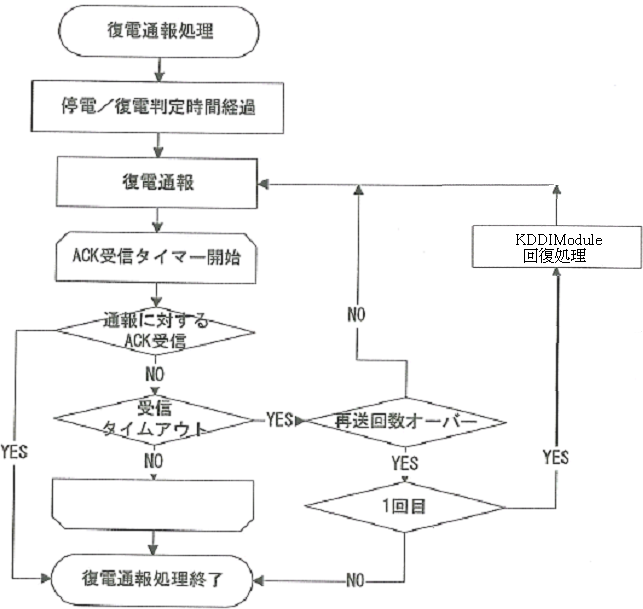 復電通報処理
停電／復電判定時間経過
復電通報
KDDIModule
回復処理
ACK受信タイマー開始
NO
通報に対する
ACK受信
NO
受信
タイムアウト
YES
再送回数オーバー
YES
NO
YES
YES
1回目
復電通報処理終了
NO